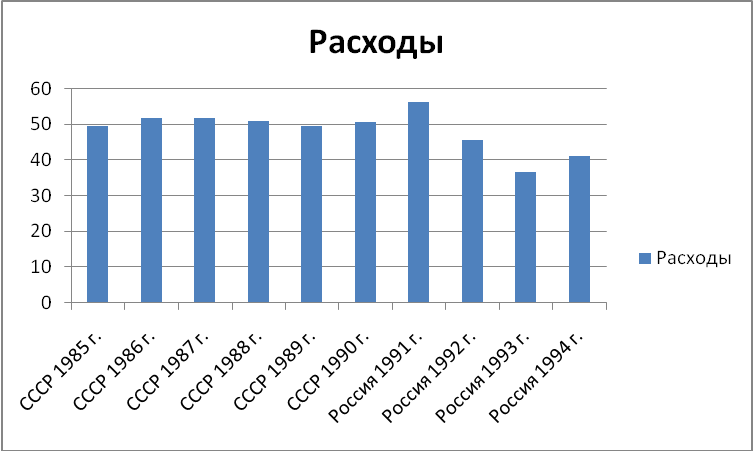 Расходы
60
50
40
30
20
10
0
СССР 1985 г.
СССР 1986 г.
СССР 1987 г.
СССР 1988 г.
СССР 1989 г.
СССР 1990 г.
Россия 1991 г.
Россия 1992 г.
Россия 1993 г.
Россия 1994 г.
Расходы